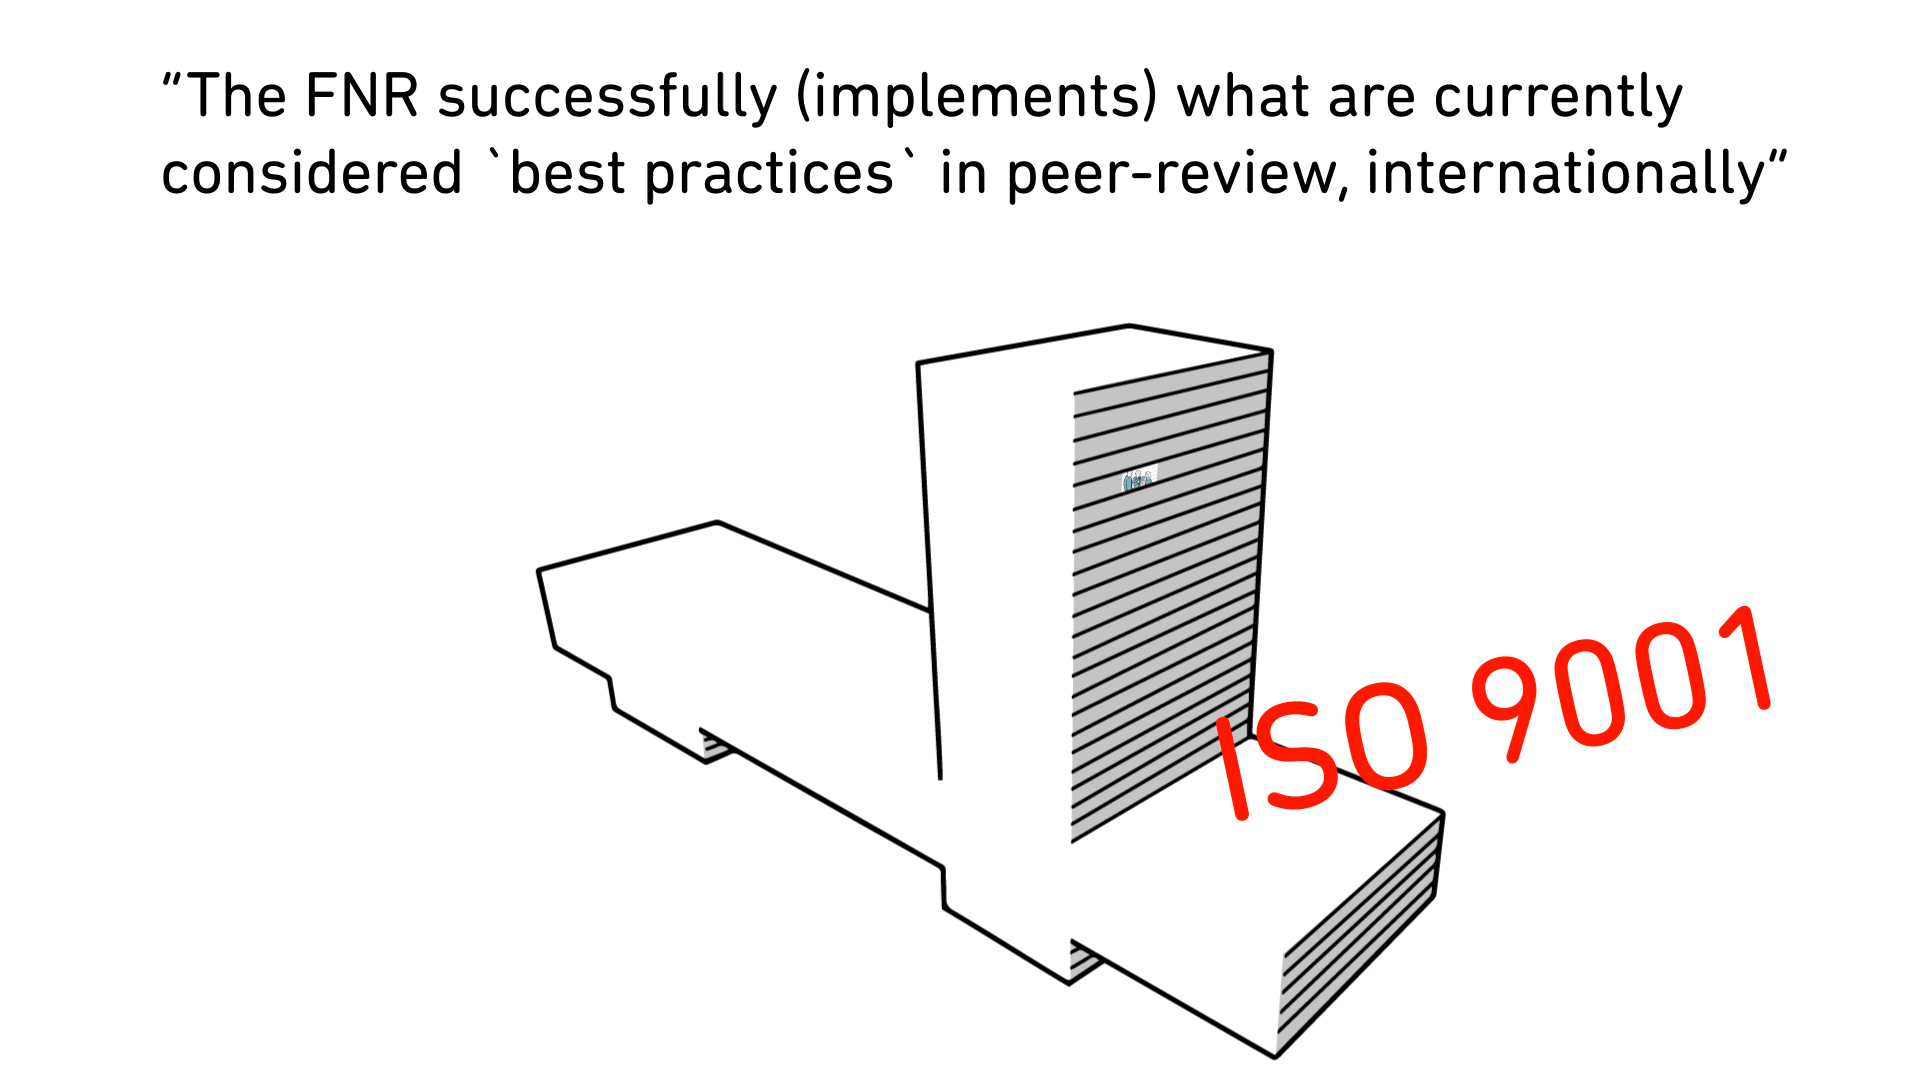 ”The FNR successfully (implements) what are currently
considered `best practices` in peer-review, internationally”
ISO 9001